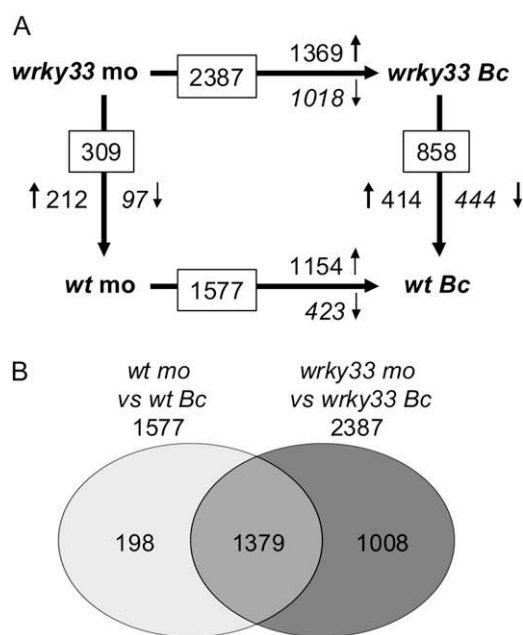 A
wrky33 mo 2387 1369 ↑ wrky33 Bc
1018 ↓
309 858
↑ 212 97 ↓ ↑ 414 444 ↓
wt mo 1577 1154 ↑ wt Bc
423 ↓
B
wt mo wrky33 mo
vs wt Bc vs wrky33 Bc
1577 2387
198 1379 1008